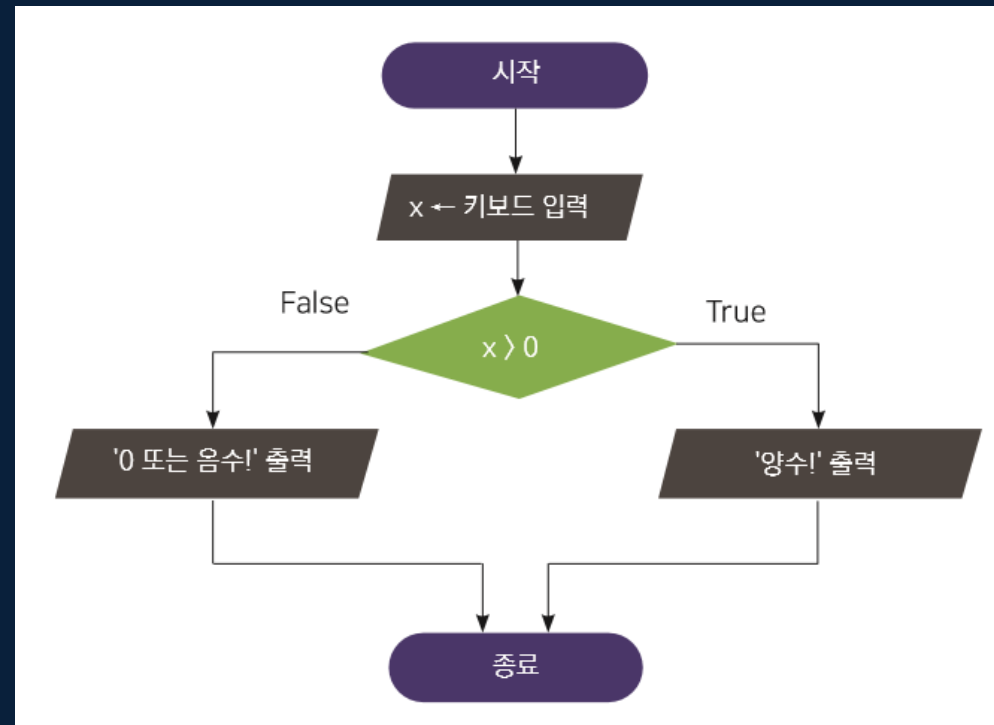 시작
x ← 키보드 입력
False
True
x > 0
'0 또는 음수!' 출력
'양수!' 출력
종료